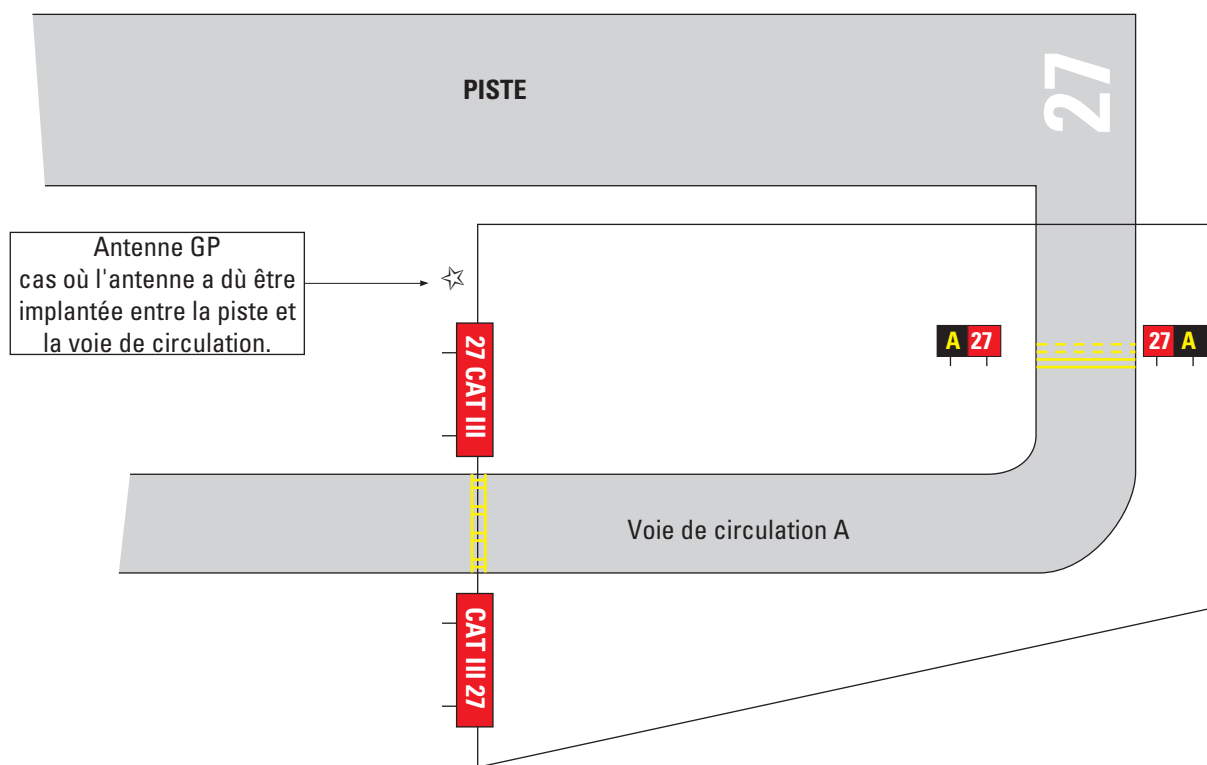 27
PISTE
Antenne GP
cas où l'antenne a dù être
implantée entre la piste et
la voie de circulation.
27 CAT III
A 27
27 A
Voie de circulation A
CAT III 27